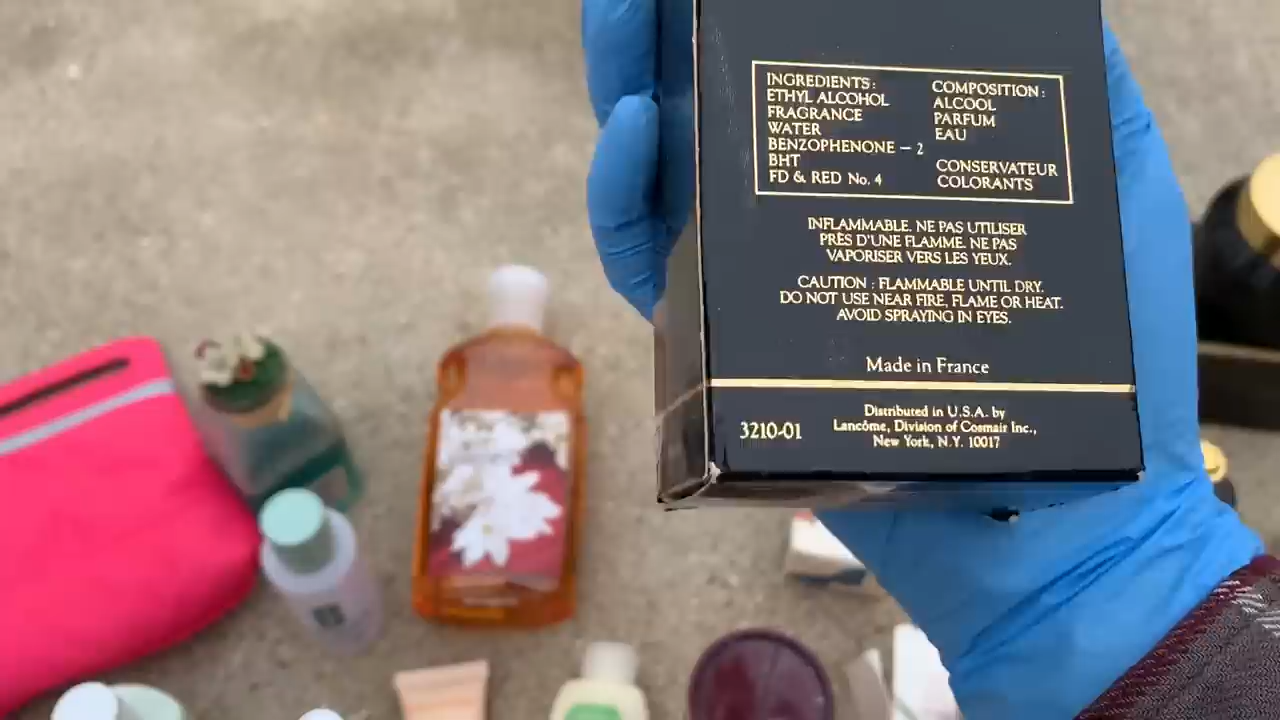 INGREDIENTS:
ETHYL ALCOHOL
FRAGRANCE
WATER
BENZOPHENONE – 2
BHT
FD & RED No. 4
COMPOSITION:
ALCOOL
PARFUM
EAU
CONSERVATEUR
COLORANTS
INFLAMMABLE. NE PAS UTILISER
PRÈS D'UNE FLAMME. NE PAS
VAPORISER VERS LES YEUX.
CAUTION : FLAMMABLE UNTIL DRY.
DO NOT USE NEAR FIRE, FLAME OR HEAT.
AVOID SPRAYING IN EYES.
Made in France
3210-01
Distributed in U.S.A. by
Lancôme, Division of Cosmair Inc.,
New York, N.Y. 10017